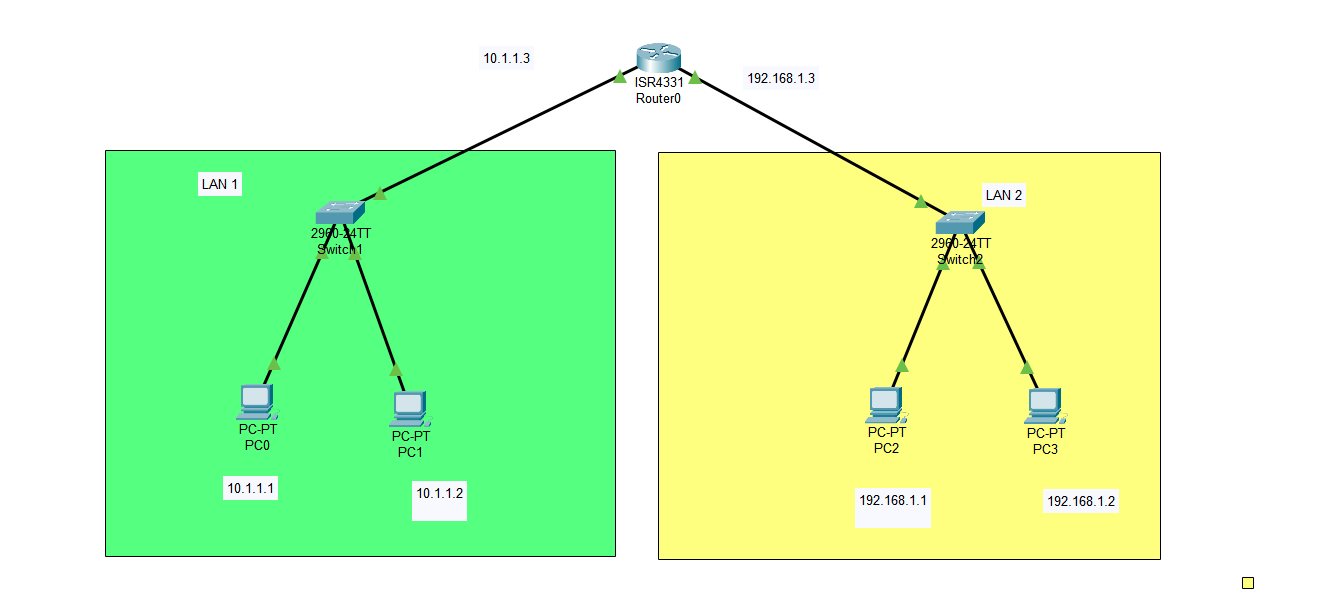 10.1.1.3
ISR4331
Router0
192.168.1.3
LAN 1
2960-24TT
Switch1
LAN 2
2960-24TT
Switch2
PC-PT
PC0
PC-PT
PC1
PC-PT
PC2
PC-PT
PC3
10.1.1.1
10.1.1.2
192.168.1.1
192.168.1.2